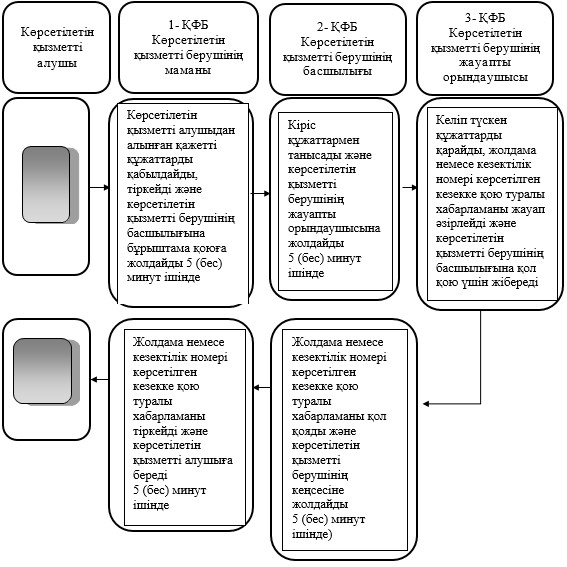 Көрсетілетін
қызметті
алушы
1- ҚФБ
Көрсетілетін
қызметті берушінің
маманы
2- ҚФБ
Көрсетілетін
қызметті берушінің
басшылығы
3- ҚФБ
Көрсетілетін
қызметті берушінің
жауапты
орындаушысы
Көрсетілетін
қызметті алушыдан
алынған қажетті
құжаттарды
қабылдайды,
тіркейді және
көрсетілетін
қызметті берушінің
басшылығына
бұрыштама қоюға
жолдайды 5 (бес)
минут ішінде
Кіріс
құжаттармен
танысады және
көрсетілетін
қызметті
берушінің
жауапты
орындаушысына
жолдайды
5 (бес) минут
ішінде
Келіп түскен
құжаттарды
қарайды, жолдама
немесе кезектілік
номері көрсетілген
кезекке қою туралы
хабарламаны жауап
әзірлейді және
көрсетілетін
қызметті берушінің
басшылығына қол
қою үшін жібереді
Жолдама немесе
кезектілік номері
көрсетілген
кезекке қою
туралы
хабарламаны
тіркейді және
көрсетілетін
қызметті алушыға
береді
5 (бес) минут
ішінде
Жолдама немесе
кезектілік номері
көрсетілген
кезекке қою
туралы
хабарламаны қол
қояды және
көрсетілетін
қызметті
берушінің
кеңсесіне
жолдайды
5 (бес) минут
ішінде)